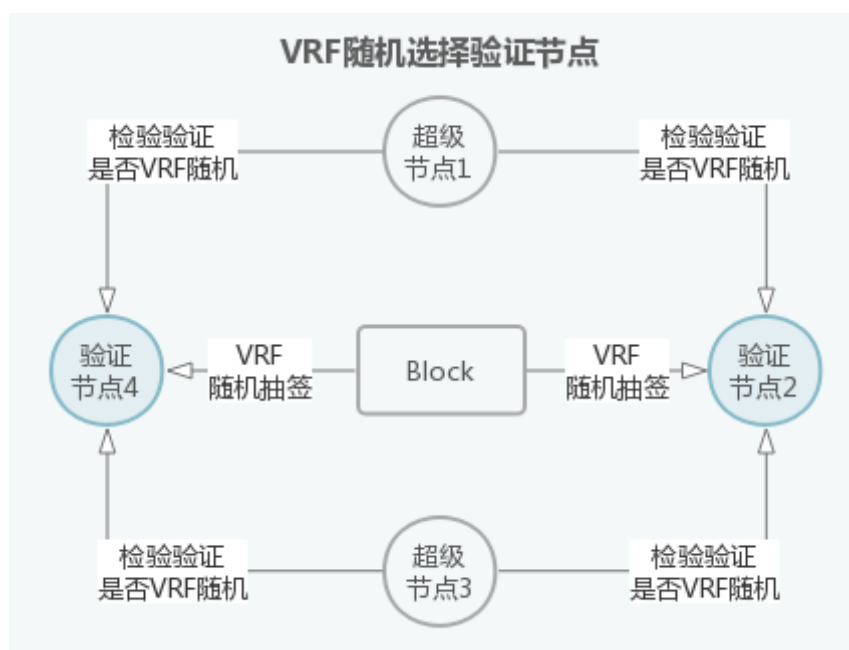 VRF随机选择验证节点
检验验证
是否VRF随机
超级
节点1
检验验证
是否VRF随机
验证
节点4
VRF
随机抽签
Block
VRF
随机抽签
验证
节点2
检验验证
是否VRF随机
超级
节点3
检验验证
是否VRF随机